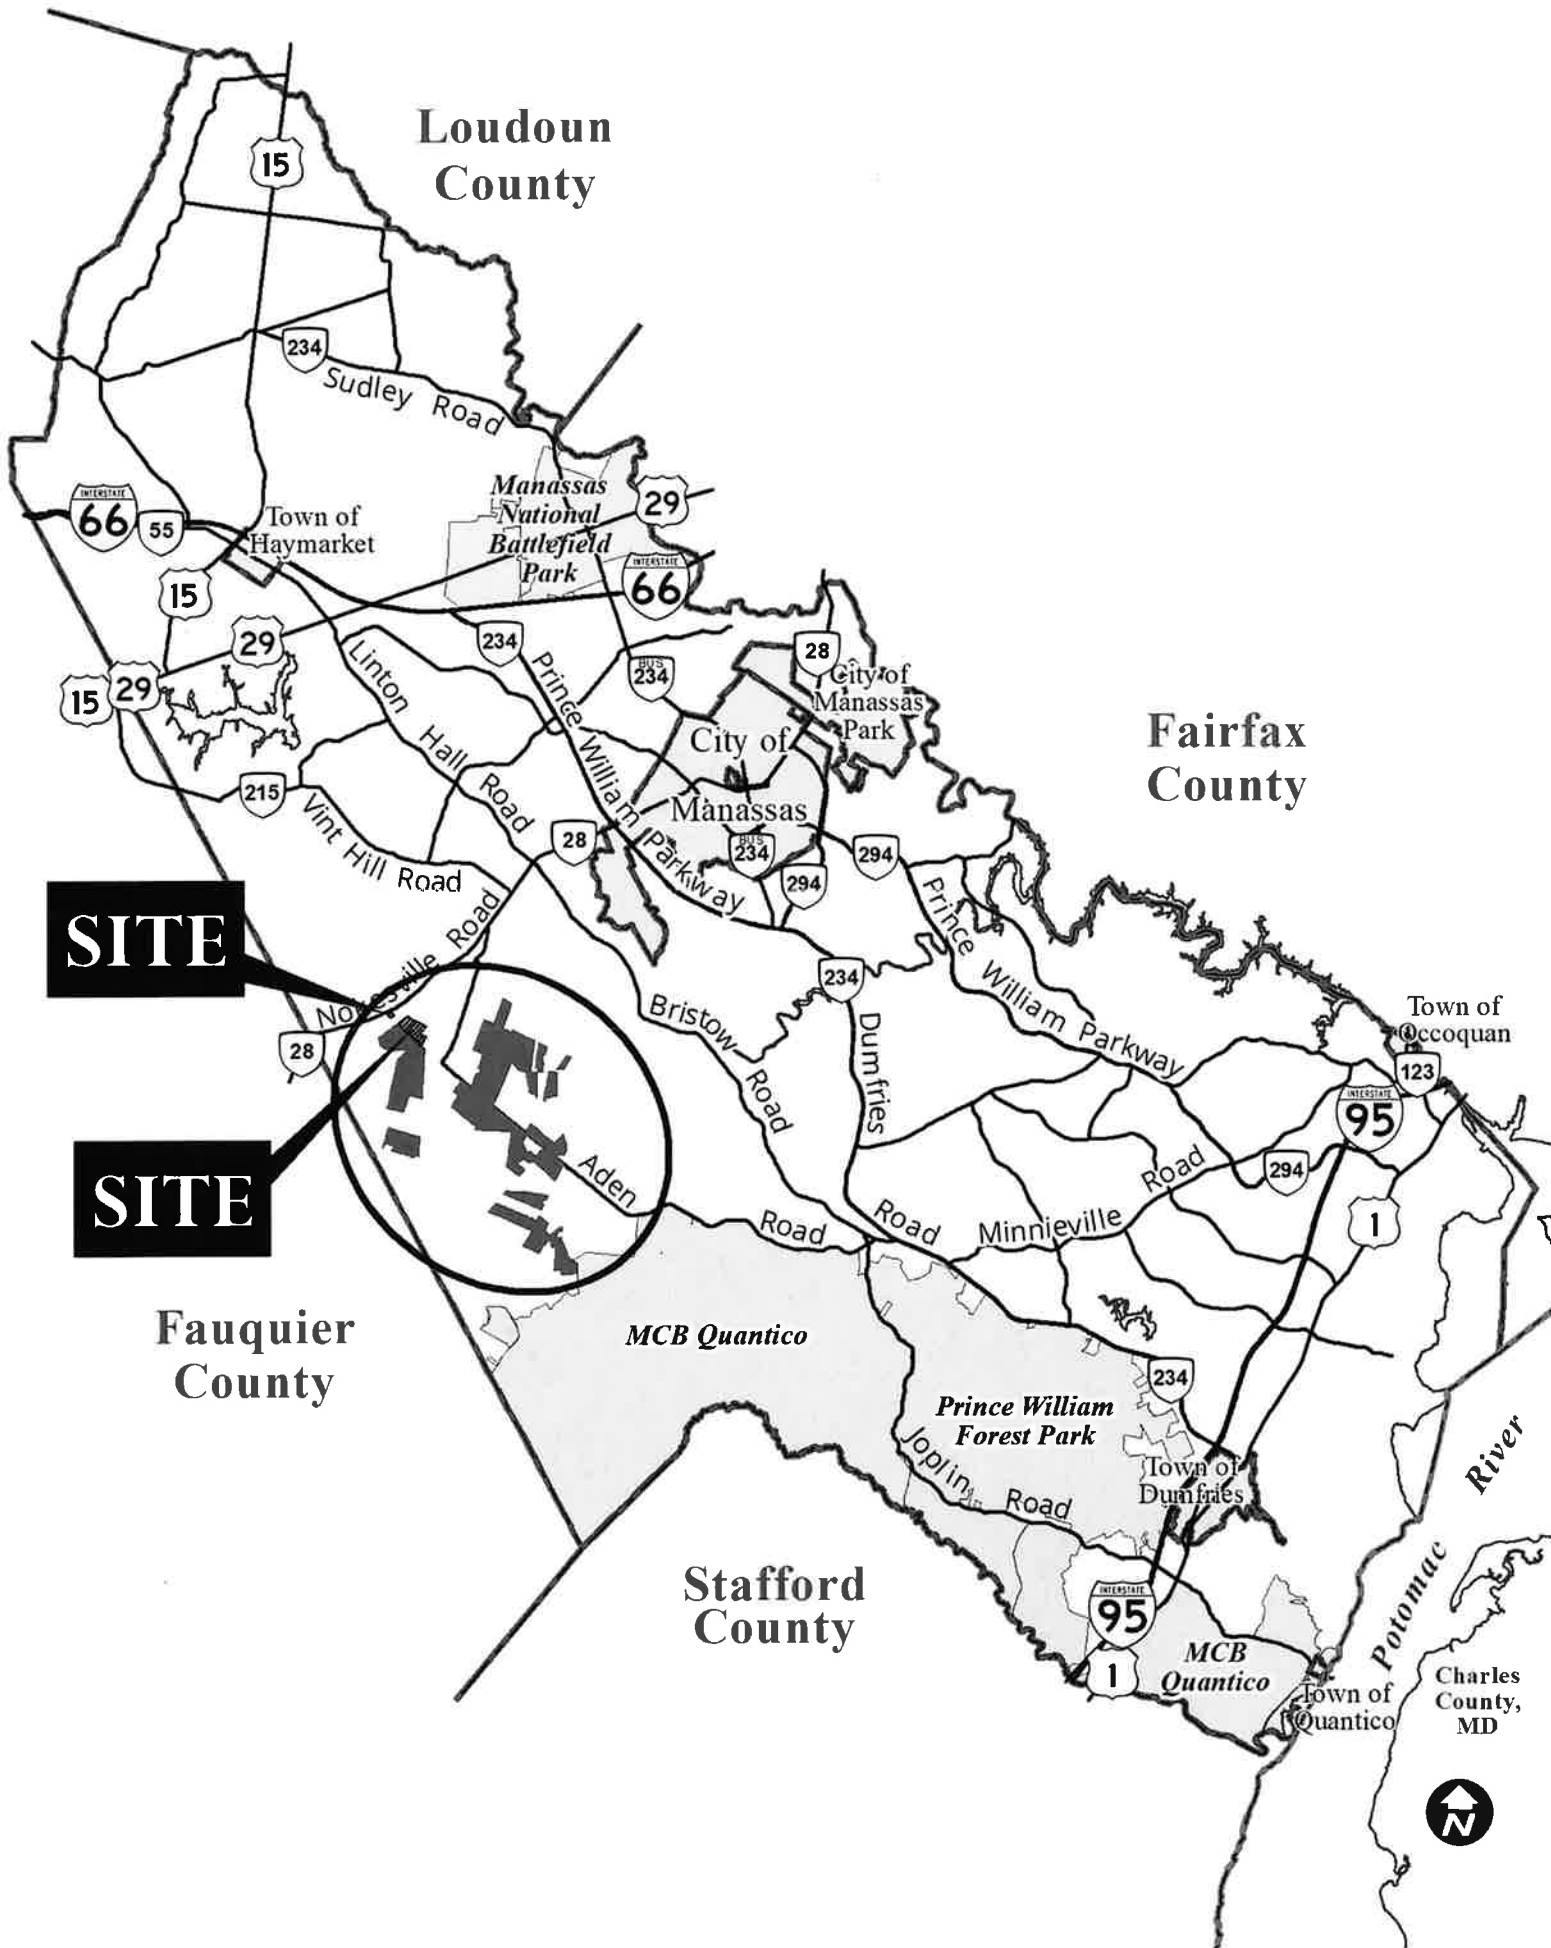 Loudoun
County
15
234
Sudley Road
Manassas
National
Battlefield
Park
29
INTERSTATE
66
55
Town of
Haymarket
15
INTERSTATE
66
29
234
28
City of
Manassas
Park
BUS
234
Linton Hall Road
Prince William Parkway
15
29
City of
Manassas
Fairfax
County
215
Vint Hill Road
28
BUS
234
294
294
SITE
Nokesville Road
28
Prince William Parkway
234
Bristow Road
Dumfries Road
Town of
Occoquan
123
INTERSTATE
95
SITE
Aden Road
Minnieville Road
294
1
Fauquier
County
MCB Quantico
234
Prince William
Forest Park
Joplin Road
Town of
Dumfries
Potomac River
Stafford
County
INTERSTATE
95
1
MCB
Quantico
Town of
Quantico
Charles
County,
MD
N